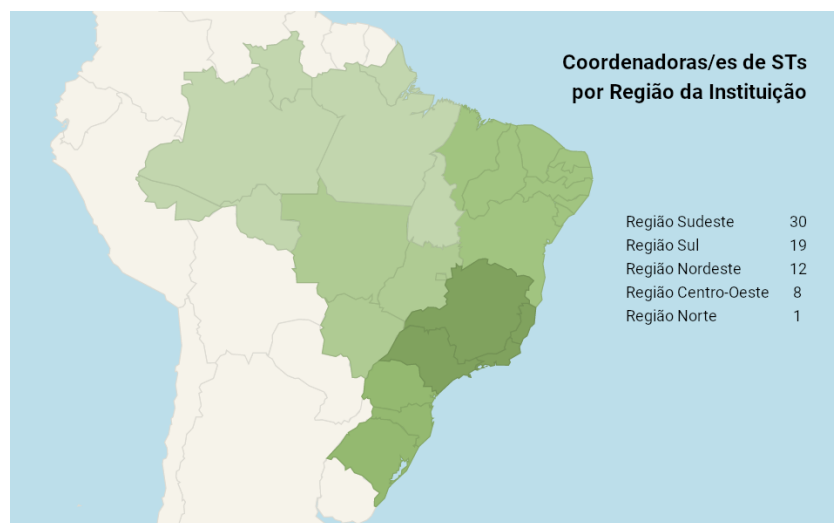 Coordenadoras/es de STs
por Região da Instituição
Região Sudeste 30
Região Sul 19
Região Nordeste 12
Região Centro-Oeste 8
Região Norte 1